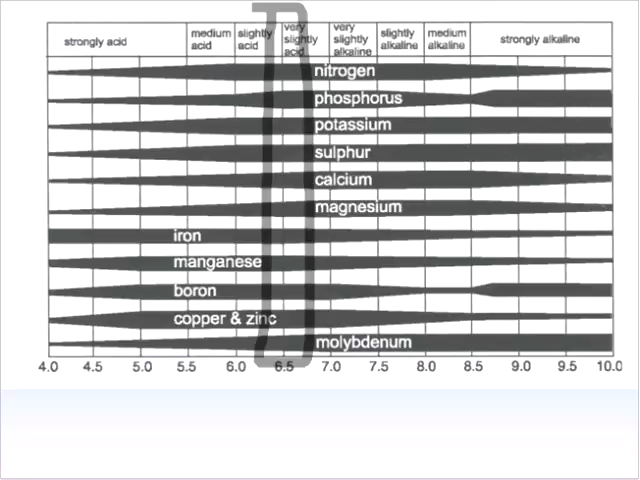 strongly acid
medium
acid
slightly
acid
very
slightly
acid
very
slightly
alkaline
slightly
alkaline
medium
alkaline
strongly alkaline
nitrogen
phosphorus
potassium
sulphur
calcium
magnesium
iron
manganese
boron
copper & zinc
molybdenum
4.0 4.5 5.0 5.5 6.0 6.5 7.0 7.5 8.0 8.5 9.0 9.5 10.0